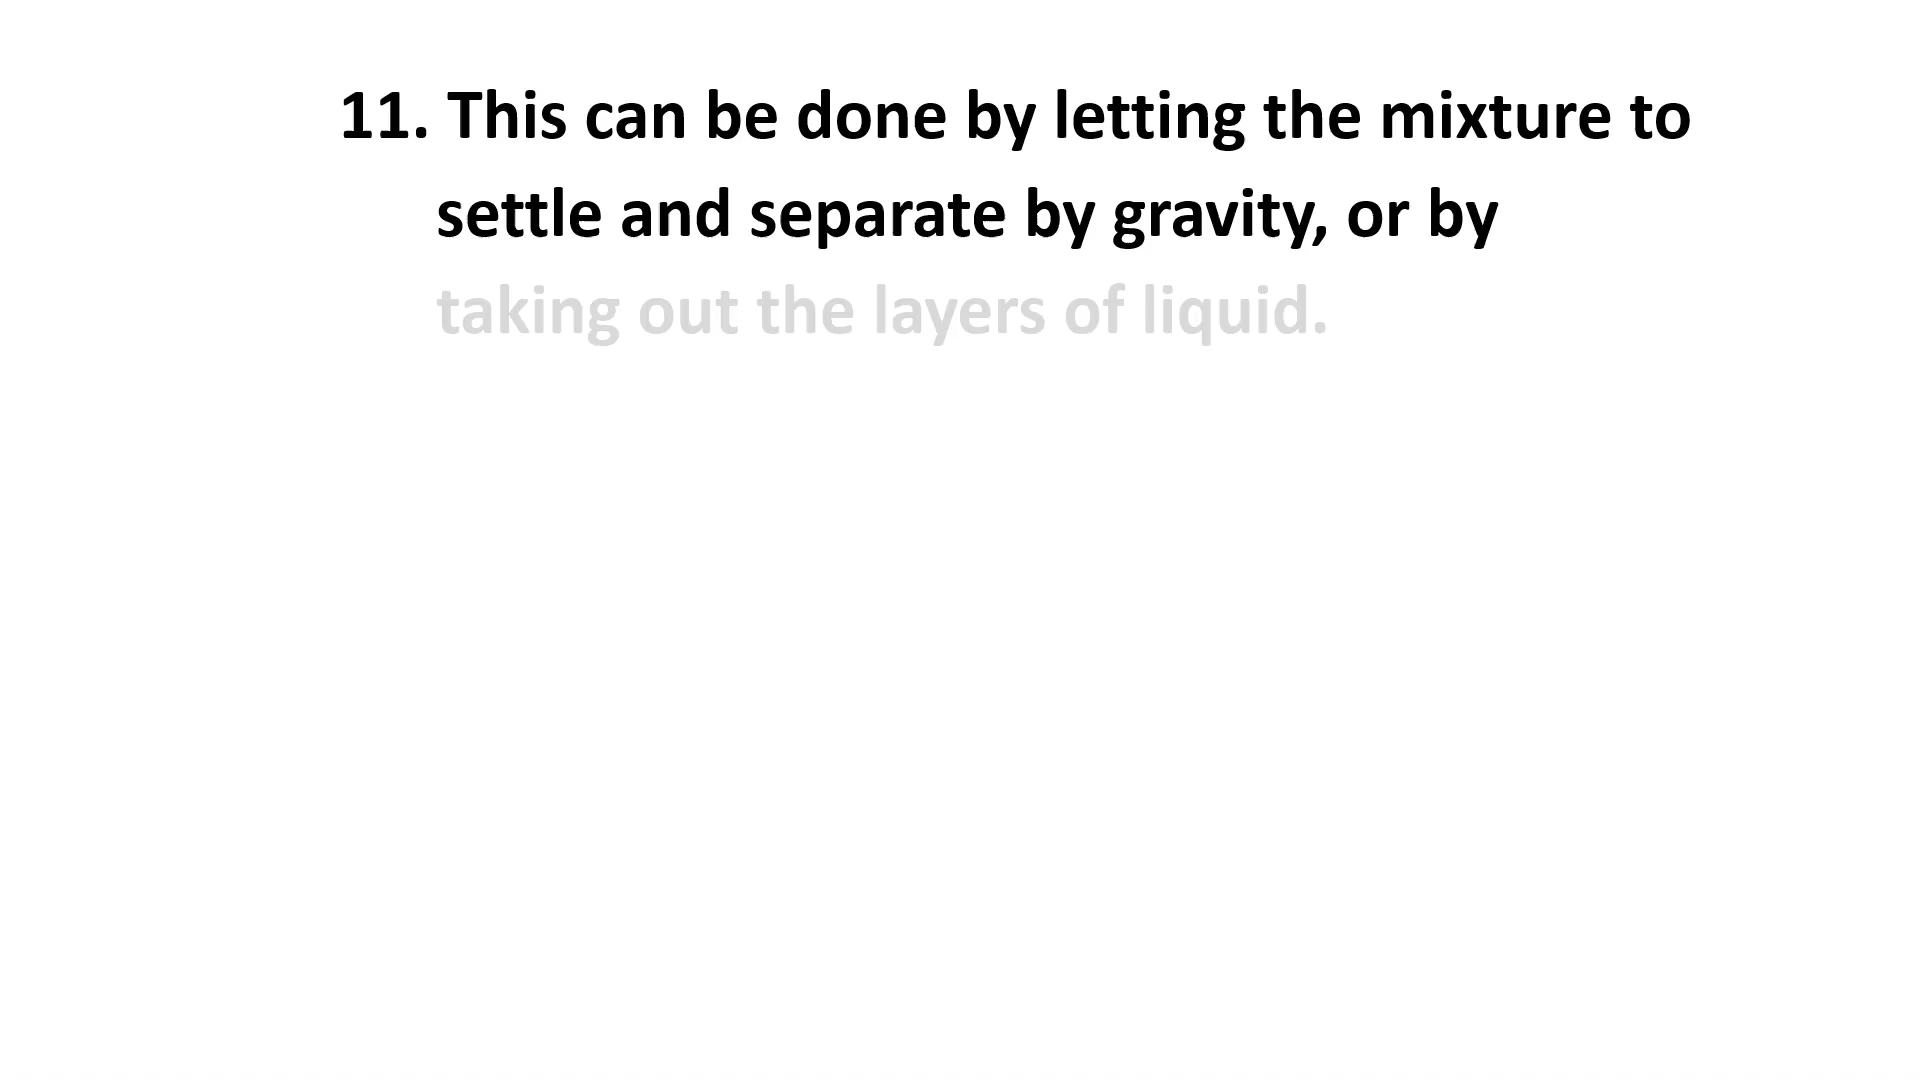 11. This can be done by letting the mixture to
settle and separate by gravity, or by
taking out the layers of liquid.